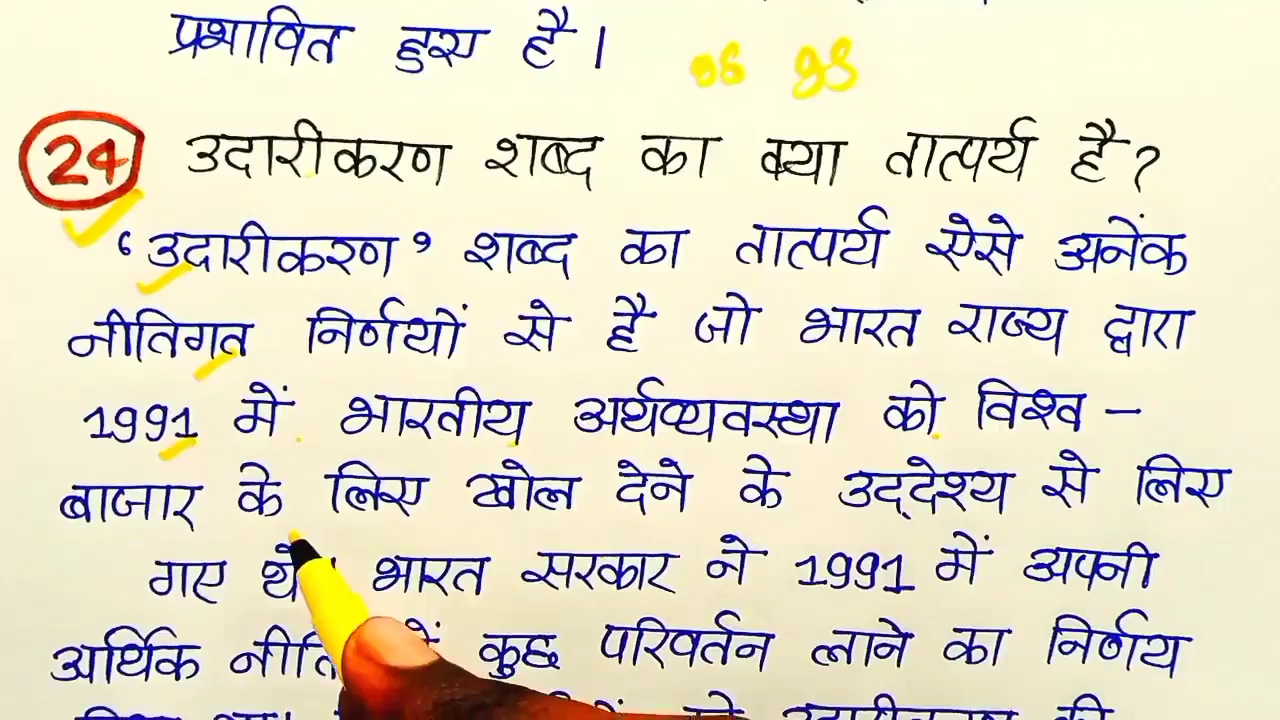 प्रभावित हुए है।
24 उदारीकरण शब्द का क्या तात्पर्य है?
'उदारीकरण' शब्द का तात्पर्य ऐसे अनेक
नीतिगत निर्णयों से है जो भारत राज्य द्वारा
1991 में भारतीय अर्थव्यवस्था को विश्व -
बाजार के लिए खोल देने के उद्देश्य से लिए
गए थे भारत सरकार ने 1991 में अपनी
आर्थिक कुछ परिवर्तन लाने का निर्णय